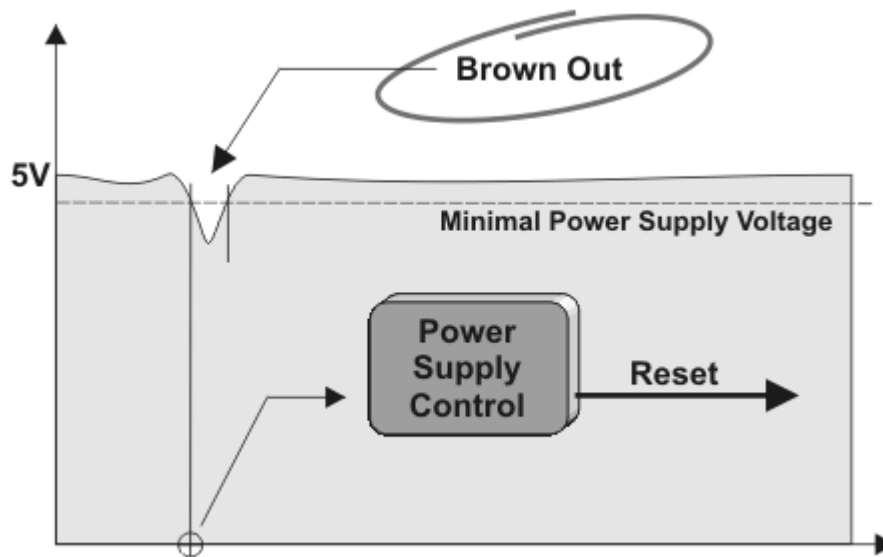 Brown Out
5V
Minimal Power Supply Voltage
Power
Supply
Control
Reset